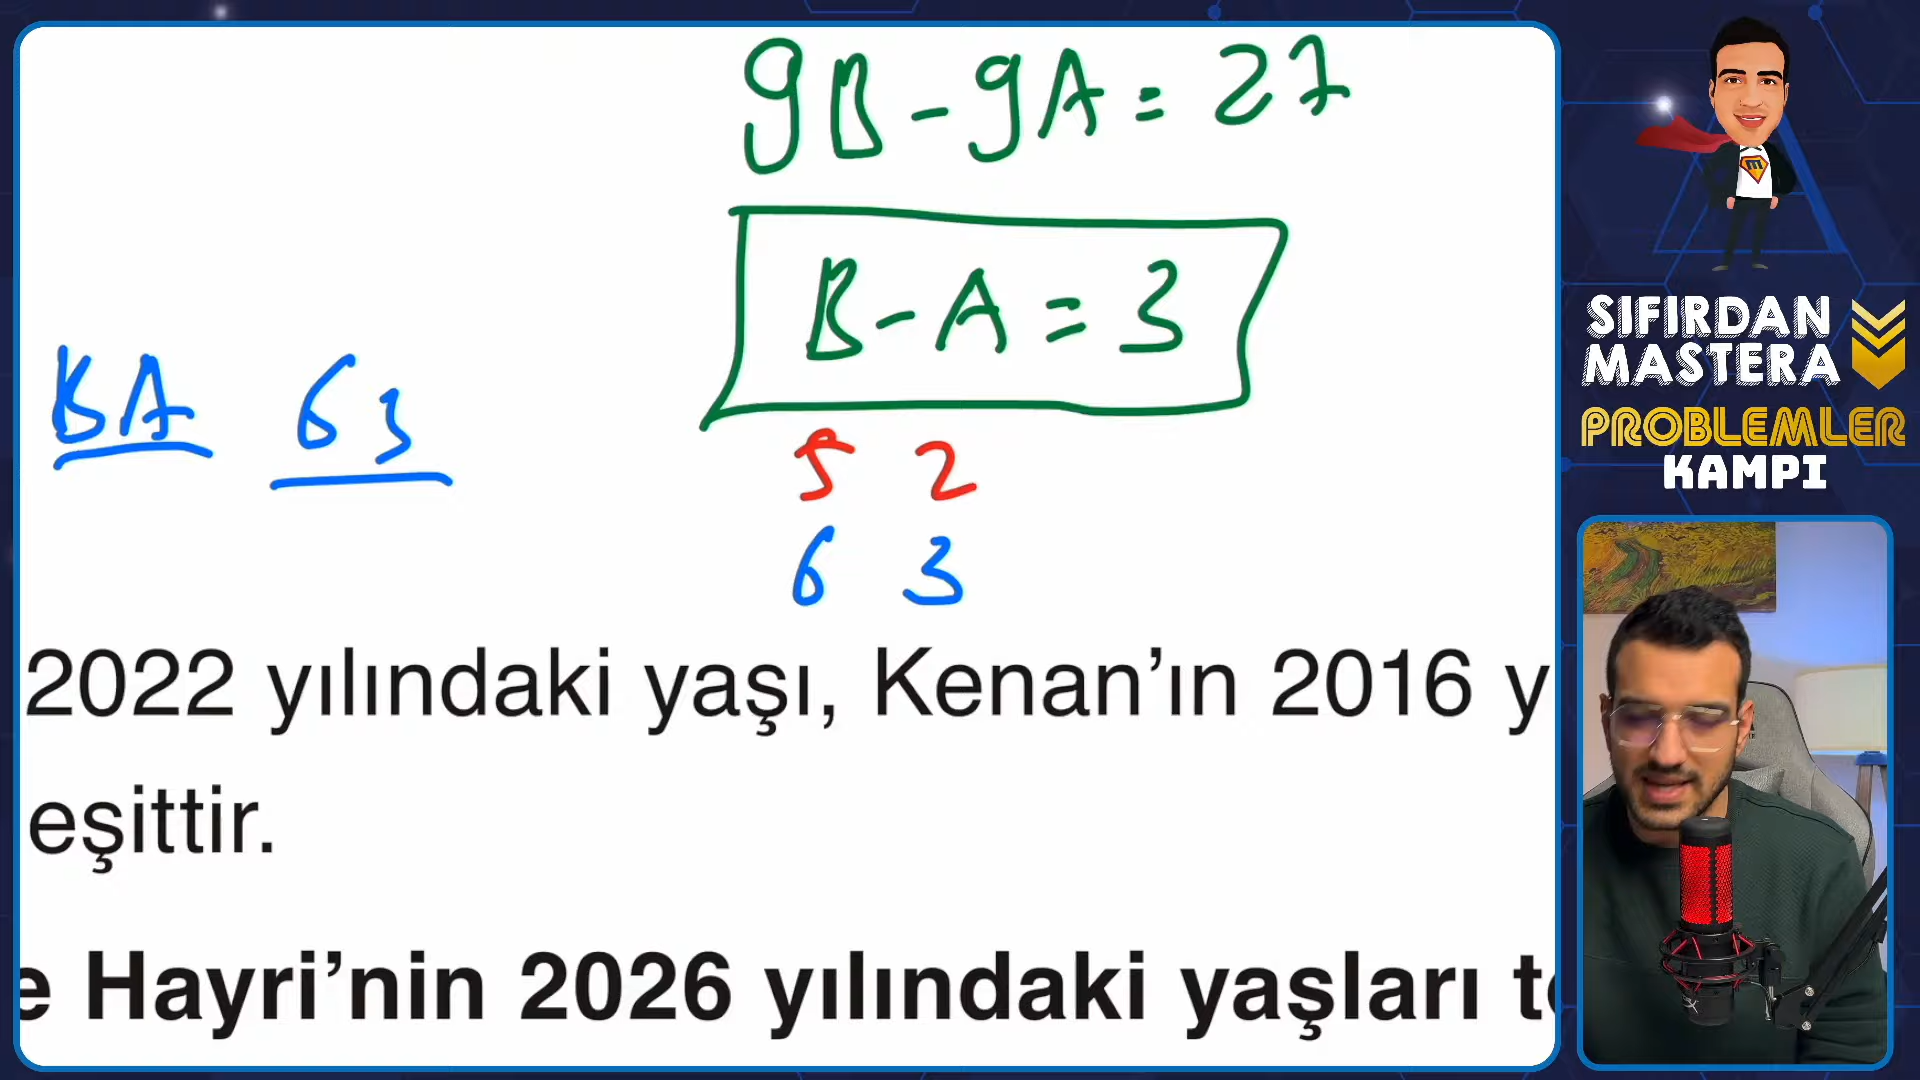 9B - 9A = 27
B - A = 3
BA 63
5 2
6 3
2022 yılındaki yaşı, Kenan’ın 2016 y
eşittir.
e Hayri’nin 2026 yılındaki yaşları t
SIFIRDAN
MASTERA
PROBLEMLER
KAMPI